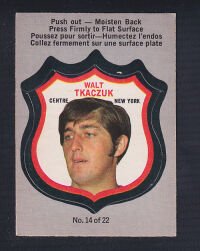 Push out — Moisten Back
Press Firmly to Flat Surface
Poussez pour sortir—Humectez l'endos
Collez fermement sur une surface plate
WALT
TKACZUK
CENTRE NEW YORK
No. 14 of 22